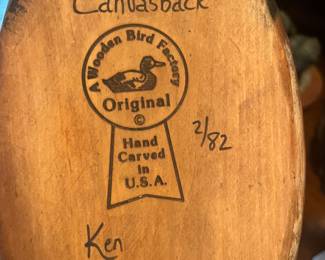 Canvasback
A Wooden Bird Factory
Original
©
Hand
Carved
in
U.S.A.
2/82
Ken